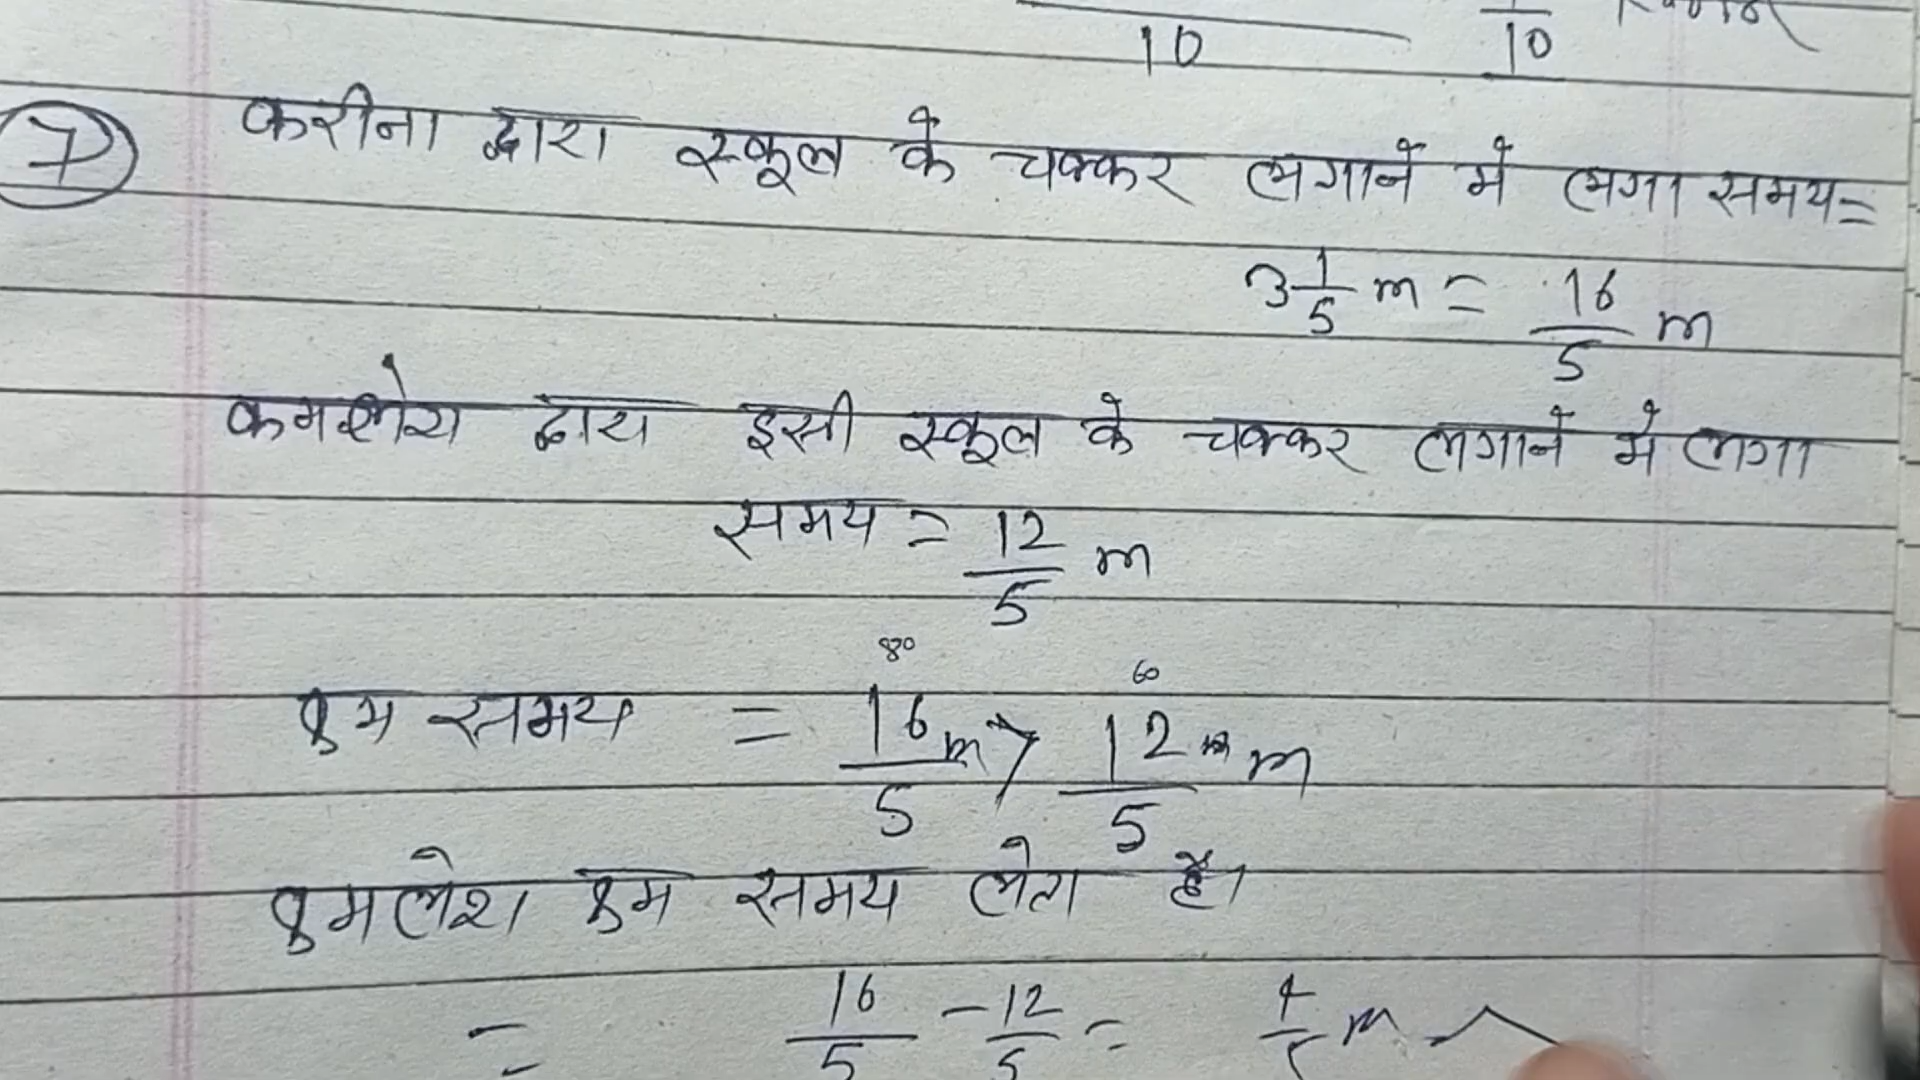 10 10
7 करीना द्वारा स्कूल के चक्कर लगाने में लगा समय =
3 1/5 m = 16/5 m
कमलेश द्वारा इसी स्कूल के चक्कर लगाने में लगा
समय = 12/5 m
80 60
कम समय = 16/5 m > 12/5 m
कमलेश कम समय लेता है।
= 16/5 - 12/5 = 4/5 m